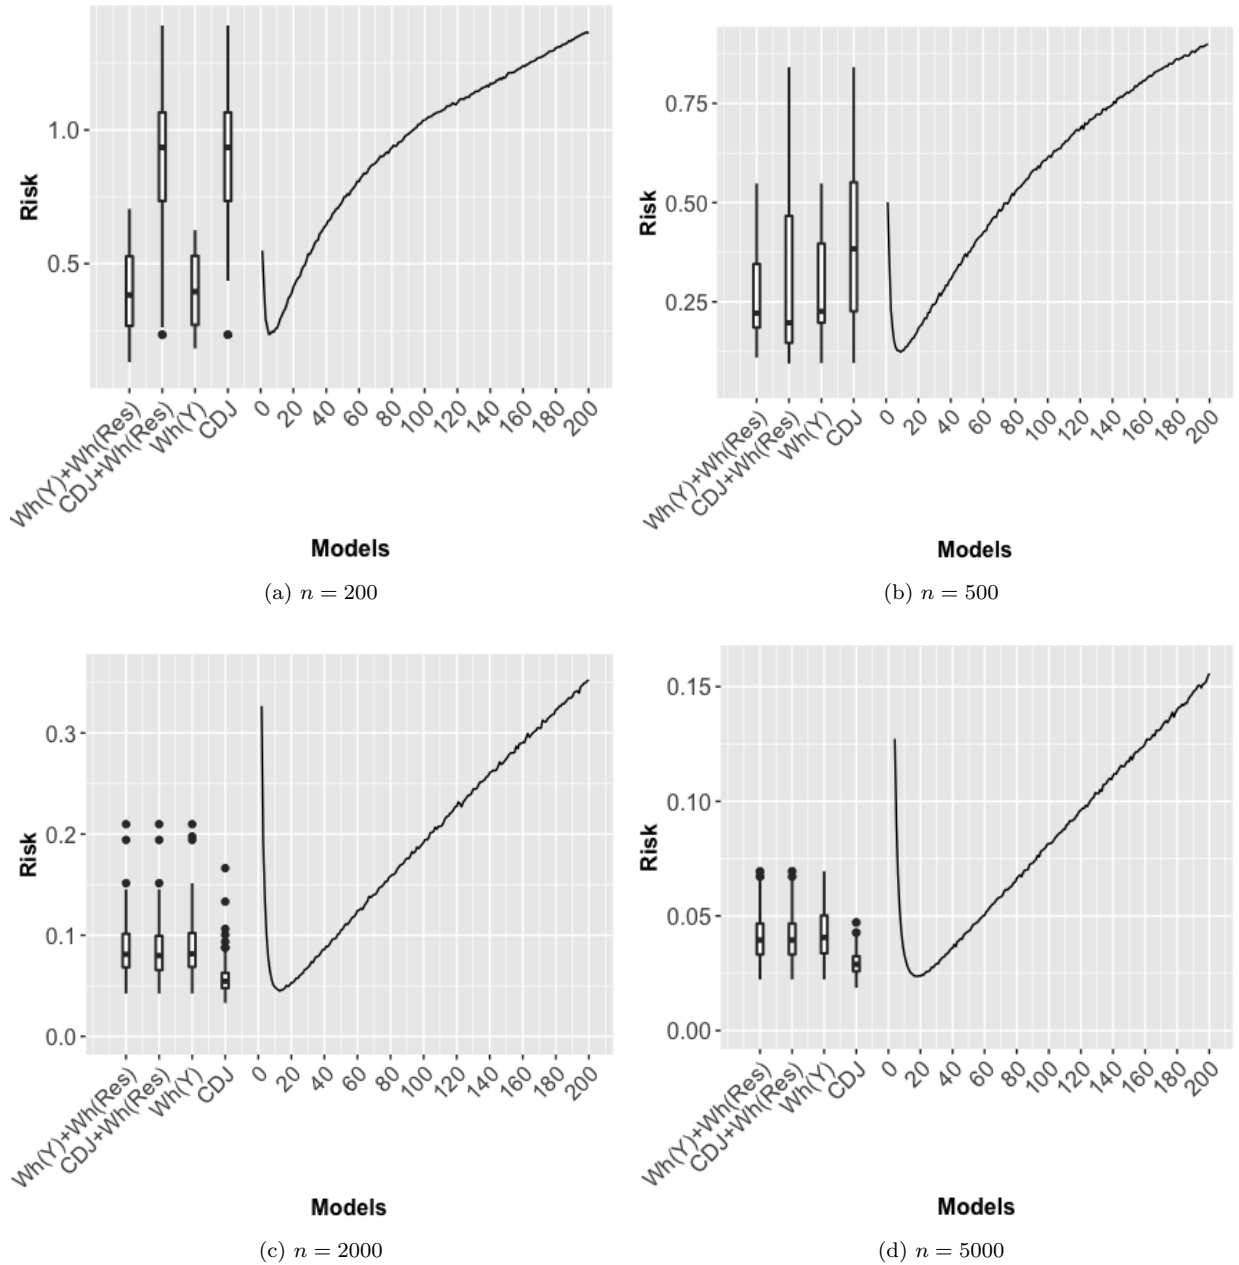 Risk
1.0
0.5
Wh(Y)+Wh(Res)
CDJ+Wh(Res)
Wh(Y)
CDJ
0
20
40
60
80
100
120
140
160
180
200
Models
(a) n = 200
Risk
0.75
0.50
0.25
Wh(Y)+Wh(Res)
CDJ+Wh(Res)
Wh(Y)
CDJ
0
20
40
60
80
100
120
140
160
180
200
Models
(b) n = 500
Risk
0.3
0.2
0.1
0.0
Wh(Y)+Wh(Res)
CDJ+Wh(Res)
Wh(Y)
CDJ
0
20
40
60
80
100
120
140
160
180
200
Models
(c) n = 2000
Risk
0.15
0.10
0.05
0.00
Wh(Y)+Wh(Res)
CDJ+Wh(Res)
Wh(Y)
CDJ
0
20
40
60
80
100
120
140
160
180
200
Models
(d) n = 5000